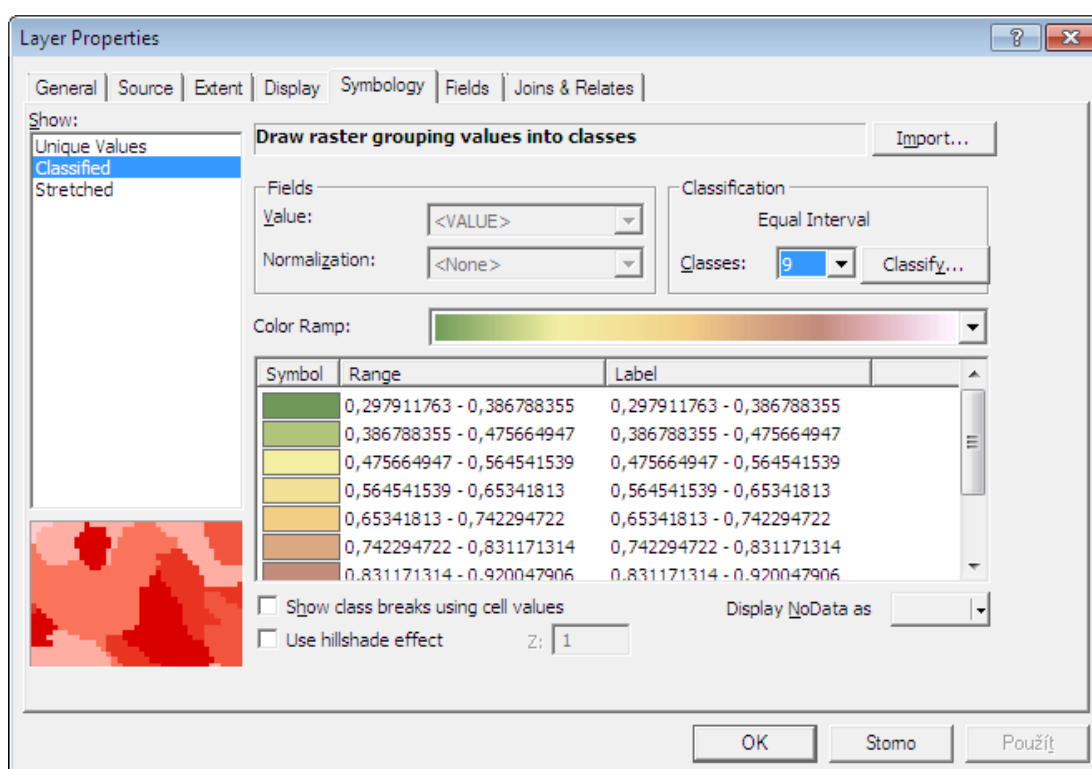 Layer Properties
General Source Extent Display Symbology Fields Joins & Relates
Show:
Unique Values
Classified
Stretched
Draw raster grouping values into classes
Import...
Fields
Value: <VALUE>
Normalization: <None>
Classification
Equal Interval
Classes: 9 Classify...
Color Ramp:
Symbol Range Label
0,297911763 - 0,386788355 0,297911763 - 0,386788355
0,386788355 - 0,475664947 0,386788355 - 0,475664947
0,475664947 - 0,564541539 0,475664947 - 0,564541539
0,564541539 - 0,65341813 0,564541539 - 0,65341813
0,65341813 - 0,742294722 0,65341813 - 0,742294722
0,742294722 - 0,831171314 0,742294722 - 0,831171314
0,831171314 - 0,920047906 0,831171314 - 0,920047906
Show class breaks using cell values
Display NoData as
Use hillshade effect Z: 1
OK Storno Použít